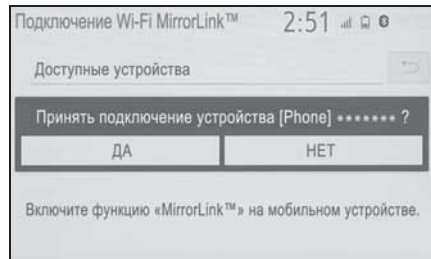 Подключение Wi-Fi MirrorLink™ 2:51
Доступные устройства
Принять подключение устройства [Phone] ******* ?
ДА НЕТ
Включите функцию «MirrorLink™» на мобильном устройстве.